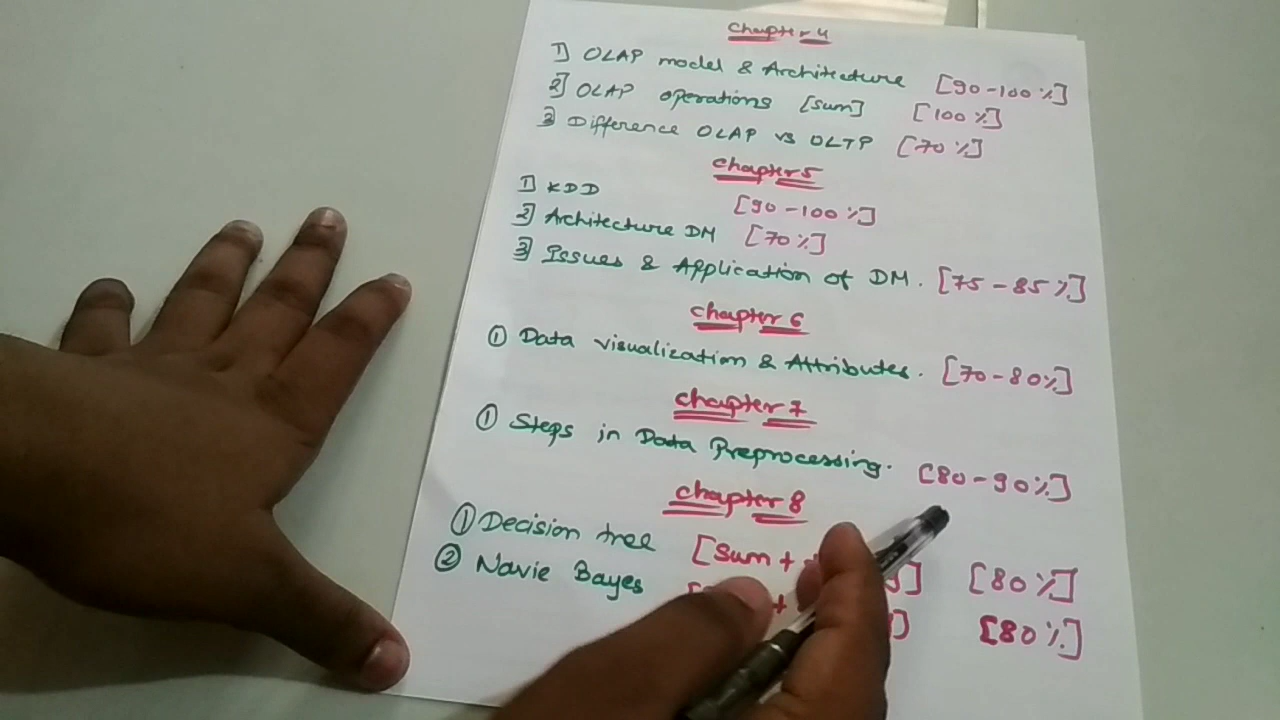 Chapter 4
1) OLAP model & Architecture [90-100%]
2) OLAP operations [sum] [100%]
3) Difference OLAP vs OLTP [70%]
Chapter 5
1) KDD [90-100%]
2) Architecture DM [70%]
3) Issues & Application of DM. [75-85%]
Chapter 6
① Data visualization & Attributes. [70-80%]
Chapter 7
① Steps in Data Preprocessing. [80-90%]
Chapter 8
① Decision tree [sum + ] [80%]
② Navie Bayes [ + ] [80%]